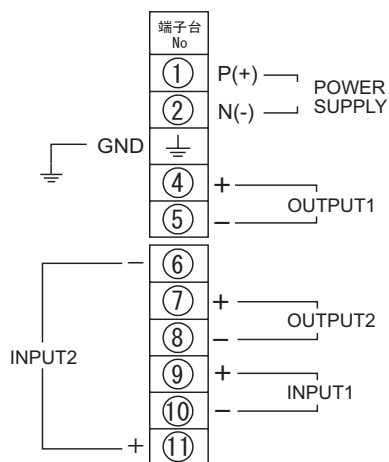 端子台
No
① P(+)
POWER
SUPPLY
② N(-)
GND
④ +
OUTPUT1
⑤ −
− ⑥
⑦ +
OUTPUT2
⑧ −
INPUT2
⑨ +
INPUT1
⑩ −
+ ⑪